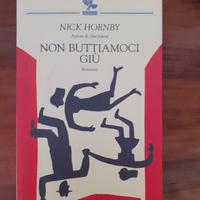 NICK HORNBY
Autore di Alta fedeltà
NON BUTTIAMOCI
GIÙ
Romanzo